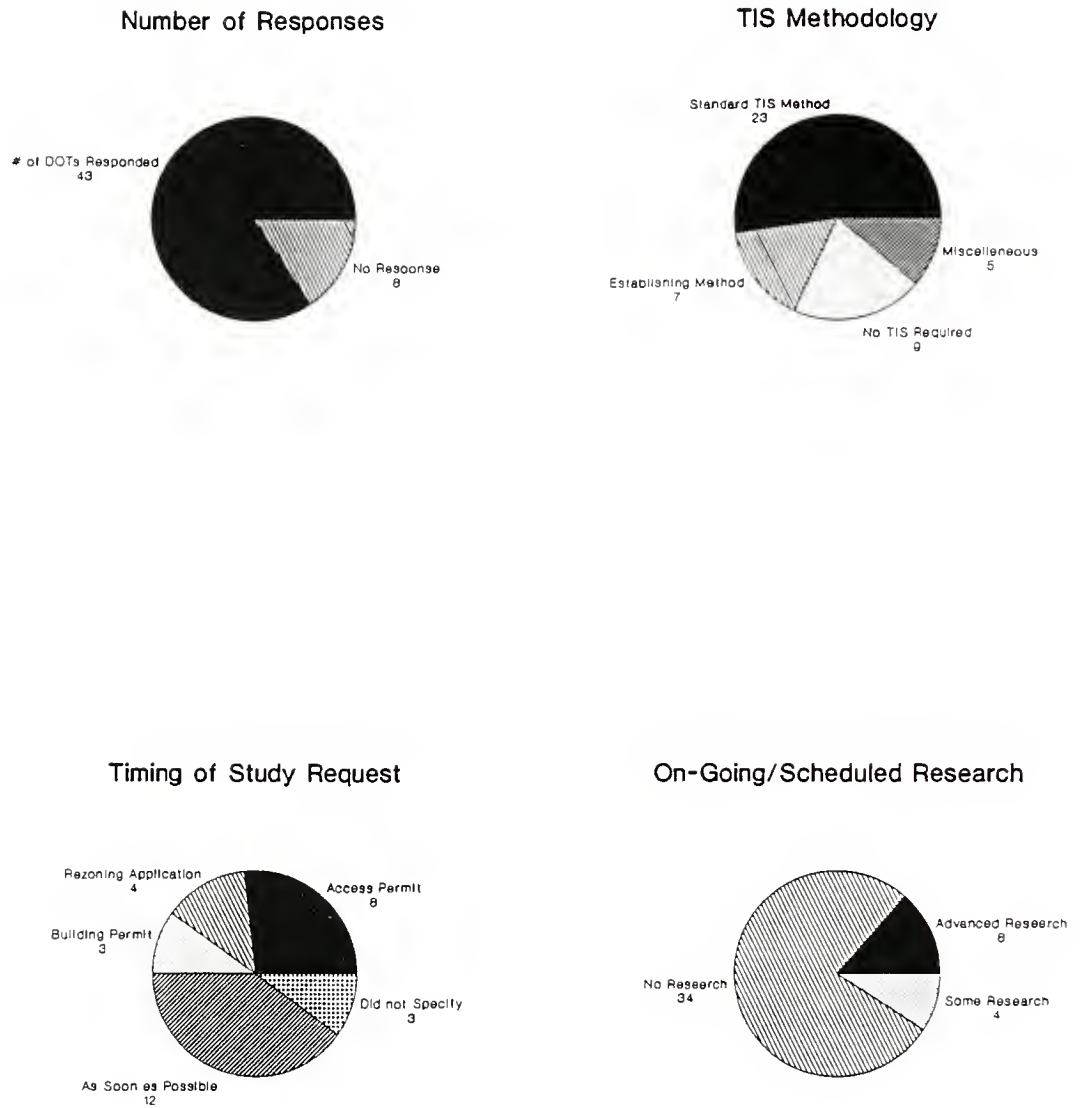 Number of Responses
TIS Methodology
# of DOTs Responded
43
No Response
8
Standard TIS Method
23
Miscelleneous
5
Establishing Method
7
No TIS Required
9
Timing of Study Request
On-Going/Scheduled Research
Rezoning Application
4
Access Permit
8
Building Permit
3
Did not Specify
3
As Soon as Possible
12
Advanced Research
6
No Research
34
Some Research
4